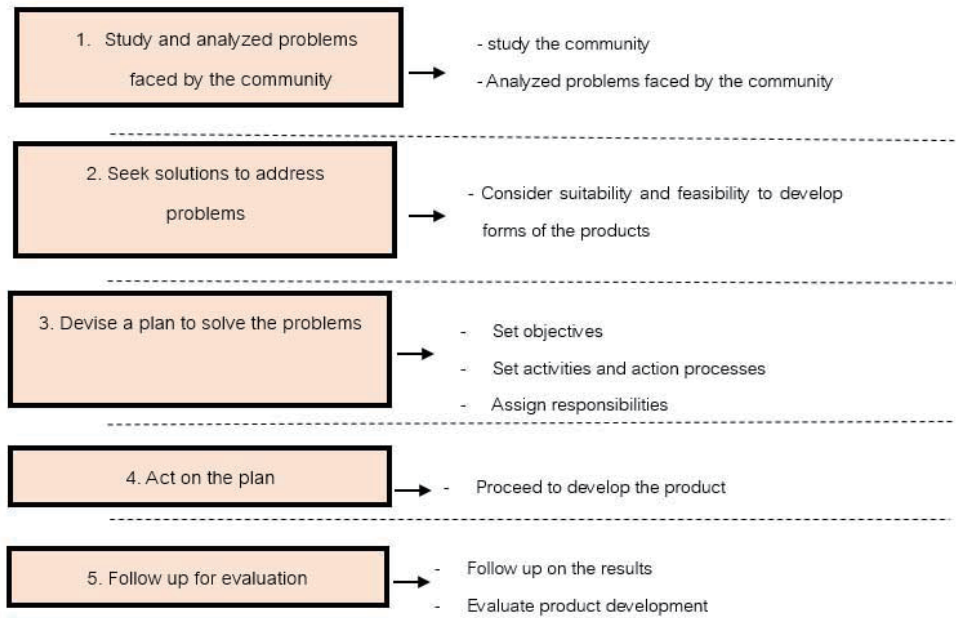 1. Study and analyzed problems
faced by the community
- study the community
- Analyzed problems faced by the community
2. Seek solutions to address
problems
- Consider suitability and feasibility to develop
forms of the products
3. Devise a plan to solve the problems
- Set objectives
- Set activities and action processes
- Assign responsibilities
4. Act on the plan
- Proceed to develop the product
5. Follow up for evaluation
- Follow up on the results
- Evaluate product development